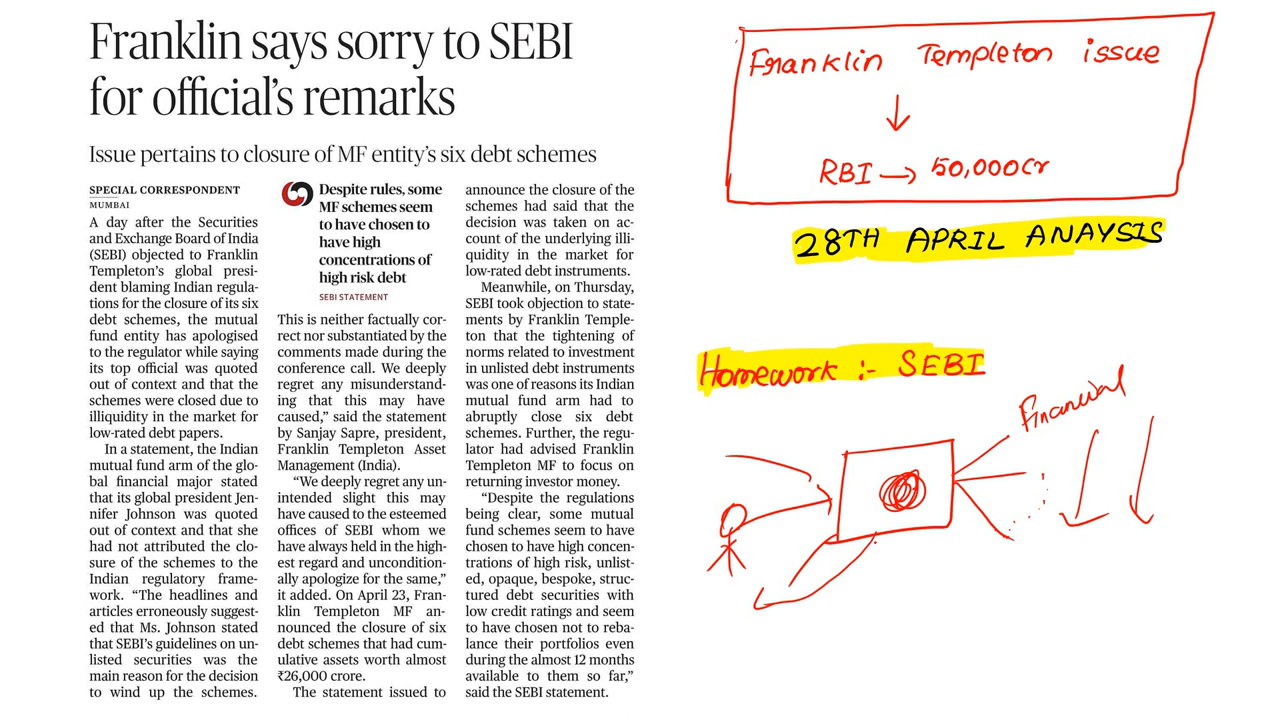 Franklin says sorry to SEBI
for official's remarks
Issue pertains to closure of MF entity's six debt schemes
SPECIAL CORRESPONDENT
MUMBAI
A day after the Securities
and Exchange Board of India
(SEBI) objected to Franklin
Templeton's global presi-
dent blaming Indian regula-
tions for the closure of its six
debt schemes, the mutual
fund entity has apologised
to the regulator while saying
its top official was quoted
out of context and that the
schemes were closed due to
illiquidity in the market for
low-rated debt papers.
In a statement, the Indian
mutual fund arm of the glo-
bal financial major stated
that its global president Jen-
nifer Johnson was quoted
out of context and that she
had not attributed the clo-
sure of the schemes to the
Indian regulatory frame-
work. “The headlines and
articles erroneously suggest-
ed that Ms. Johnson stated
that SEBI's guidelines on un-
listed securities was the
main reason for the decision
to wind up the schemes.
Despite rules, some
MF schemes seem
to have chosen to
have high
concentrations of
high risk debt
SEBI STATEMENT
This is neither factually cor-
rect nor substantiated by the
comments made during the
conference call. We deeply
regret any misunderstand-
ing that this may have
caused,” said the statement
by Sanjay Sapre, president,
Franklin Templeton Asset
Management (India).
“We deeply regret any un-
intended slight this may
have caused to the esteemed
offices of SEBI whom we
have always held in the high-
est regard and uncondition-
ally apologize for the same,”
it added. On April 23, Fran-
klin Templeton MF an-
nounced the closure of six
debt schemes that had cum-
ulative assets worth almost
₹26,000 crore.
The statement issued to
announce the closure of the
schemes had said that the
decision was taken on ac-
count of the underlying illi-
quidity in the market for
low-rated debt instruments.
Meanwhile, on Thursday,
SEBI took objection to state-
ments by Franklin Temple-
ton that the tightening of
norms related to investment
in unlisted debt instruments
was one of reasons its Indian
mutual fund arm had to
abruptly close six debt
schemes. Further, the regu-
lator had advised Franklin
Templeton MF to focus on
returning investor money.
“Despite the regulations
being clear, some mutual
fund schemes seem to have
chosen to have high concen-
trations of high risk, unlist-
ed, opaque, bespoke, struc-
tured debt securities with
low credit ratings and seem
to have chosen not to reba-
lance their portfolios even
during the almost 12 months
available to them so far,”
said the SEBI statement.
Franklin Templeton issue
RBI → 50,000Cr
28TH APRIL ANAYSIS
Homework :- SEBI
Financial